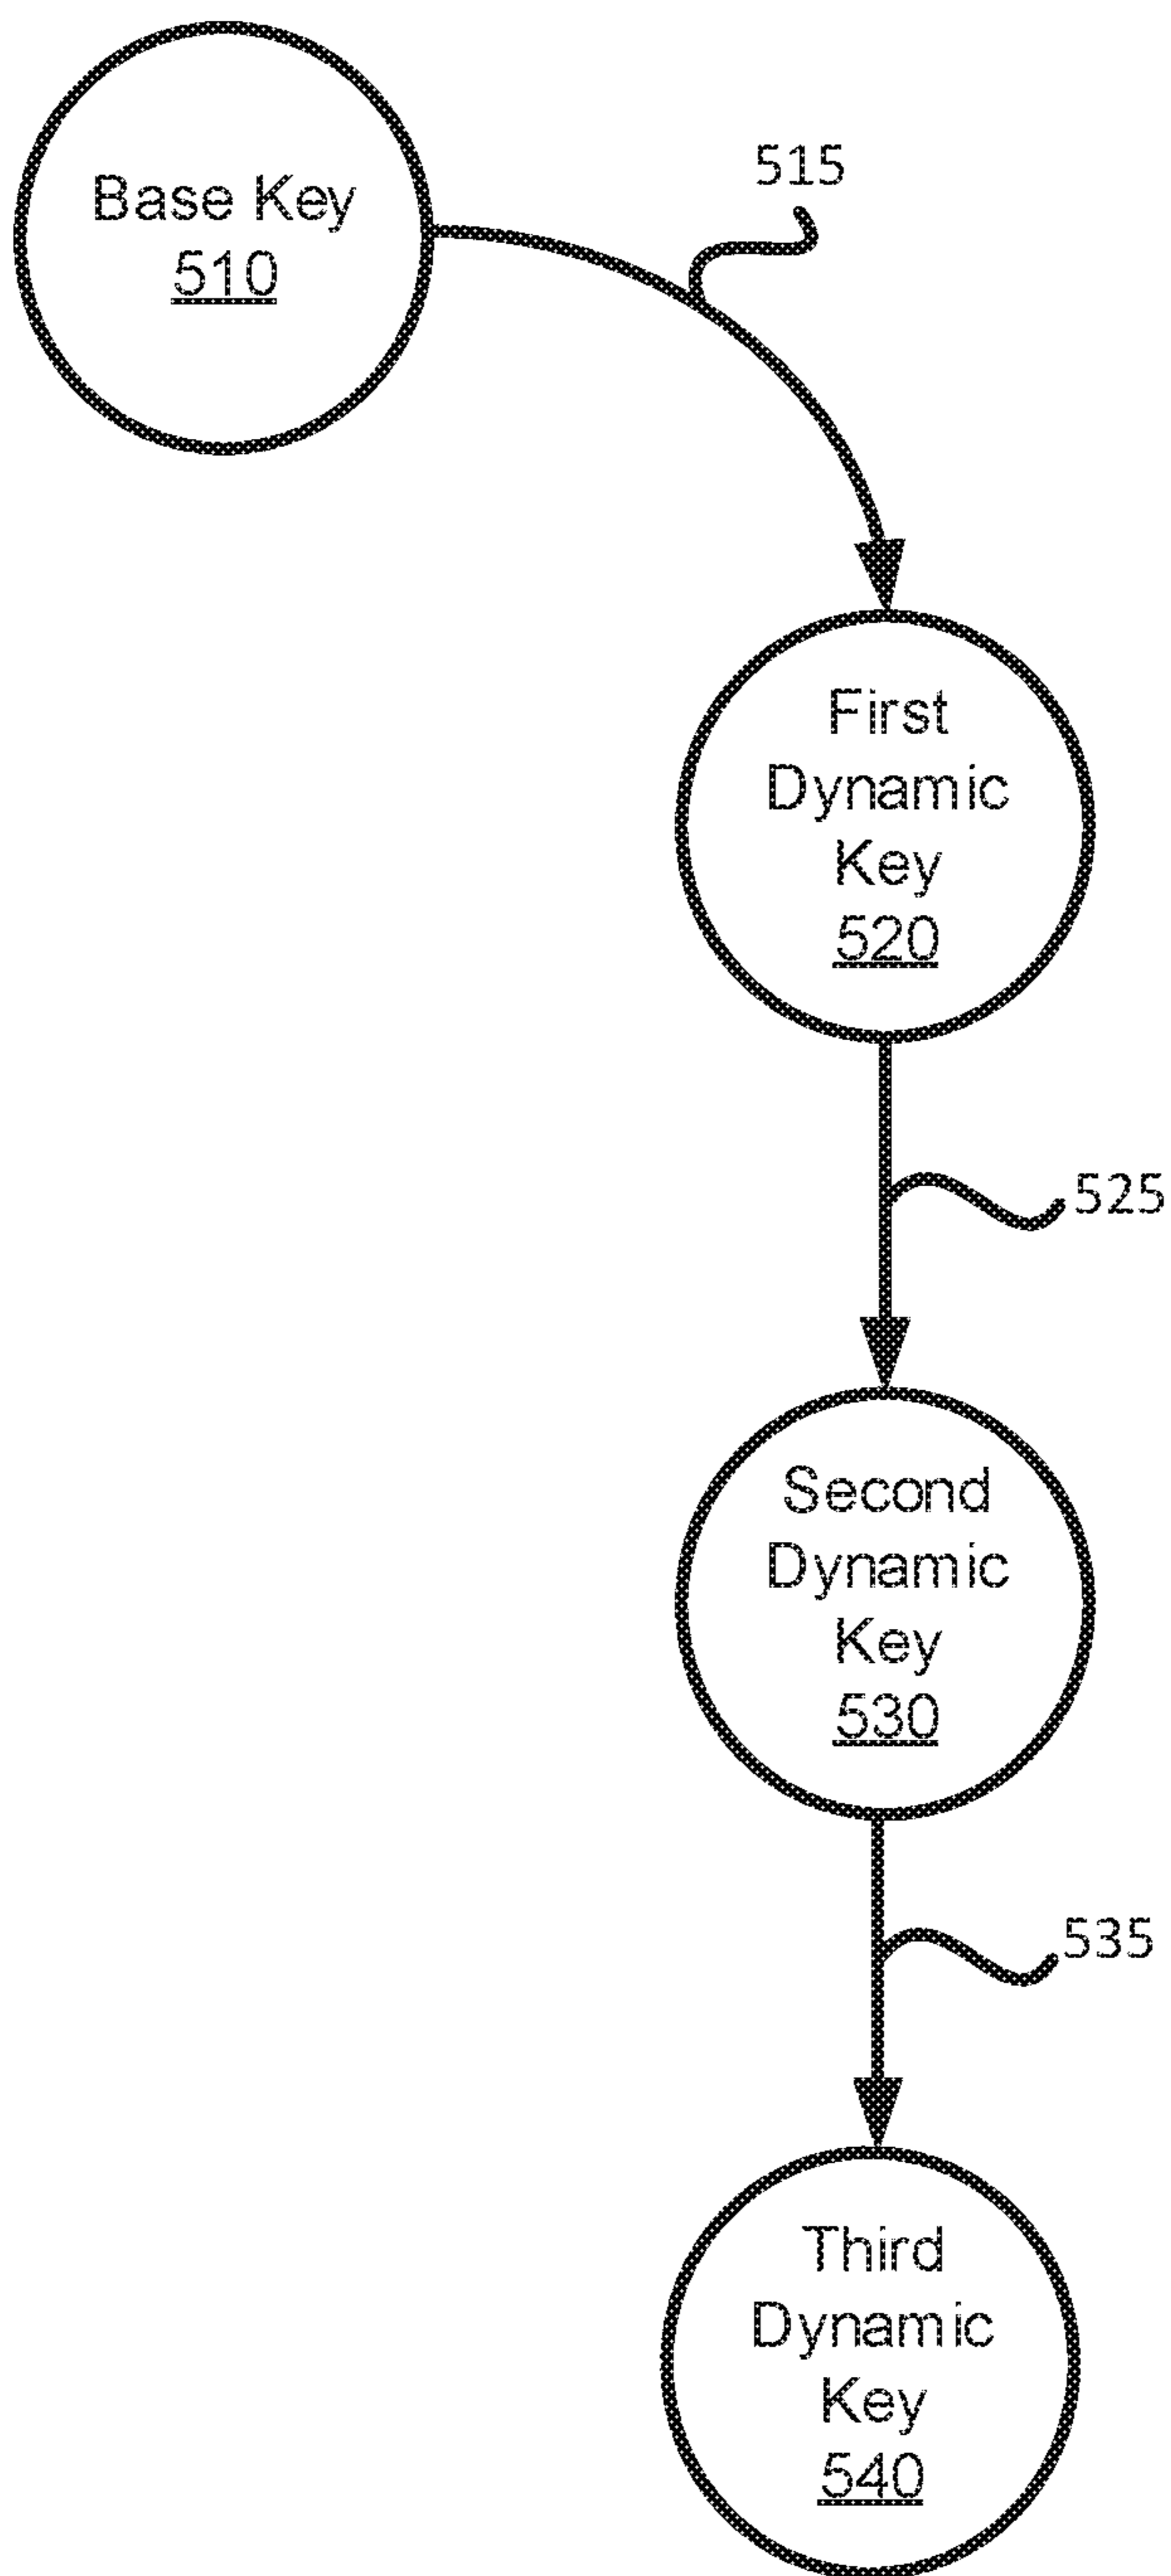 Base Key
510
515
First
Dynamic
Key
520
525
Second
Dynamic
Key
530
535
Third
Dynamic
Key
540